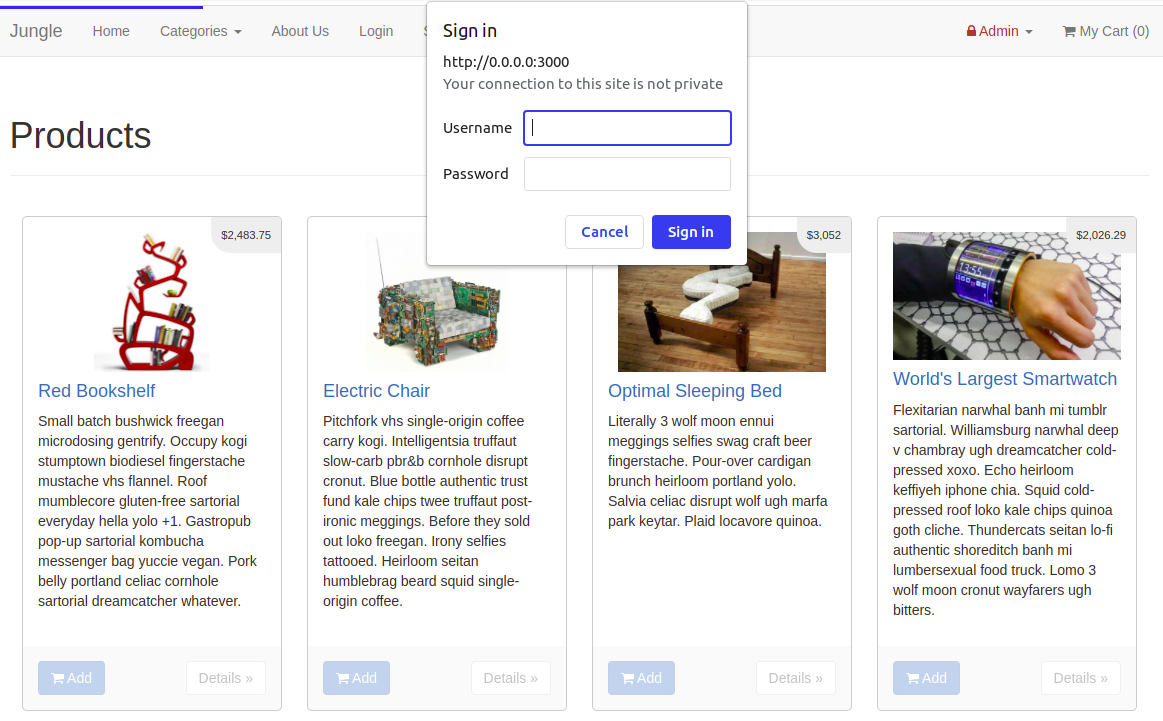 Jungle Home Categories About Us Login Admin My Cart (0)
Sign in
http://0.0.0.0:3000
Your connection to this site is not private
Username
Password
Cancel Sign in
Products
$2,483.75
Red Bookshelf
Small batch bushwick freegan
microdosing gentrify. Occupy kogi
stumptown biodiesel fingerstache
mustache vhs flannel. Roof
mumblecore gluten-free sartorial
everyday hella yolo +1. Gastropub
pop-up sartorial kombucha
messenger bag yuccie vegan. Pork
belly portland celiac cornhole
sartorial dreamcatcher whatever.
Add Details »
Electric Chair
Pitchfork vhs single-origin coffee
carry kogi. Intelligentsia truffaut
slow-carb pbr&b cornhole disrupt
cronut. Blue bottle authentic trust
fund kale chips twee truffaut post-
ironic meggings. Before they sold
out loko freegan. Irony selfies
tattooed. Heirloom seitan
humblebrag beard squid single-
origin coffee.
Add Details »
$3,052
Optimal Sleeping Bed
Literally 3 wolf moon ennui
meggings selfies swag craft beer
fingerstache. Pour-over cardigan
brunch heirloom portland yolo.
Salvia celiac disrupt wolf ugh marfa
park keytar. Plaid locavore quinoa.
Add Details »
$2,026.29
13:55
World's Largest Smartwatch
Flexitarian narwhal banh mi tumblr
sartorial. Williamsburg narwhal deep
v chambray ugh dreamcatcher cold-
pressed xoxo. Echo heirloom
keffiyeh iphone chia. Squid cold-
pressed roof loko kale chips quinoa
goth cliche. Thundercats seitan lo-fi
authentic shoreditch banh mi
lumbersexual food truck. Lomo 3
wolf moon cronut wayfarers ugh
bitters.
Add Details »